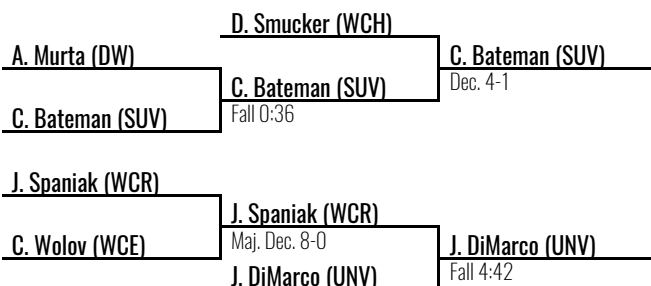 D. Smucker (WCH)
A. Murta (DW)
C. Bateman (SUV)
C. Bateman (SUV)
Dec. 4-1
Fall 0:36
C. Bateman (SUV)
J. Spaniak (WCR)
J. Spaniak (WCR)
Maj. Dec. 8-0
C. Wolov (WCE)
J. DiMarco (UNV)
Fall 4:42
J. DiMarco (UNV)